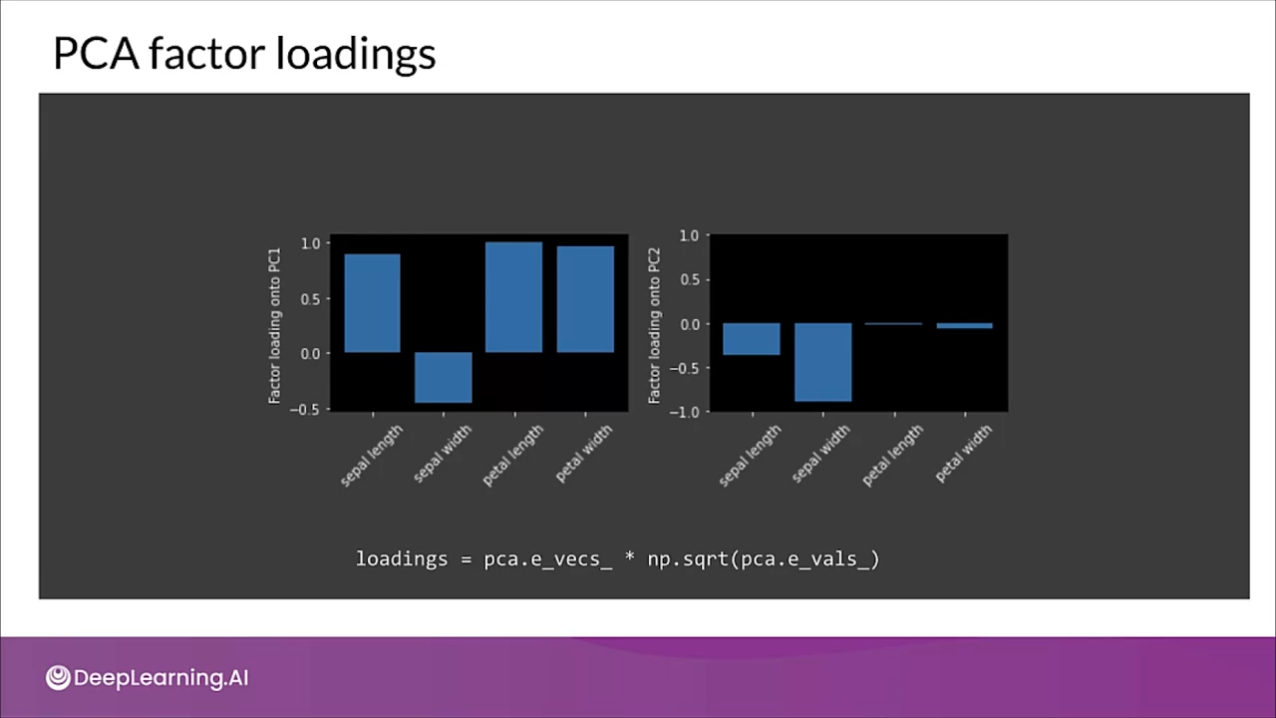 PCA factor loadings
Factor loading onto PC1
1.0
0.5
0.0
−0.5
sepal length
sepal width
petal length
petal width
Factor loading onto PC2
1.0
0.5
0.0
−0.5
−1.0
sepal length
sepal width
petal length
petal width
loadings = pca.e_vecs_ * np.sqrt(pca.e_vals_)
DeepLearning.AI